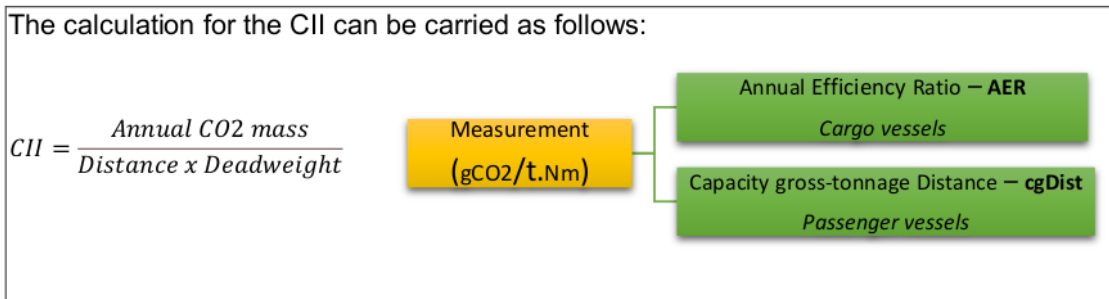 The calculation for the CII can be carried as follows:
CII = Annual CO2 mass / Distance x Deadweight
Measurement
(gCO2/t.Nm)
Annual Efficiency Ratio – AER
Cargo vessels
Capacity gross-tonnage Distance – cgDist
Passenger vessels